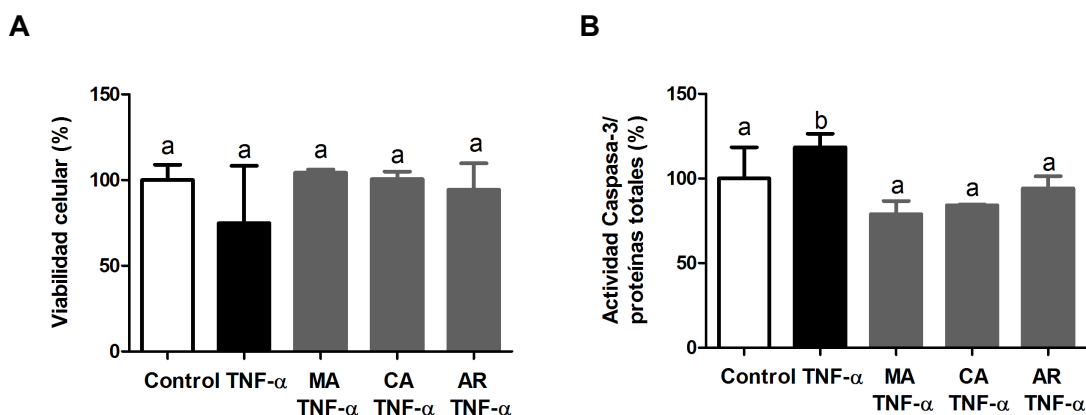 A
Viabilidad celular (%)
150
100
50
0
a a a a a
Control TNF-α MA CA AR
TNF-α TNF-α TNF-α
B
Actividad Caspasa-3/
proteínas totales (%)
150
100
50
0
a b a a a
Control TNF-α MA CA AR
TNF-α TNF-α TNF-α